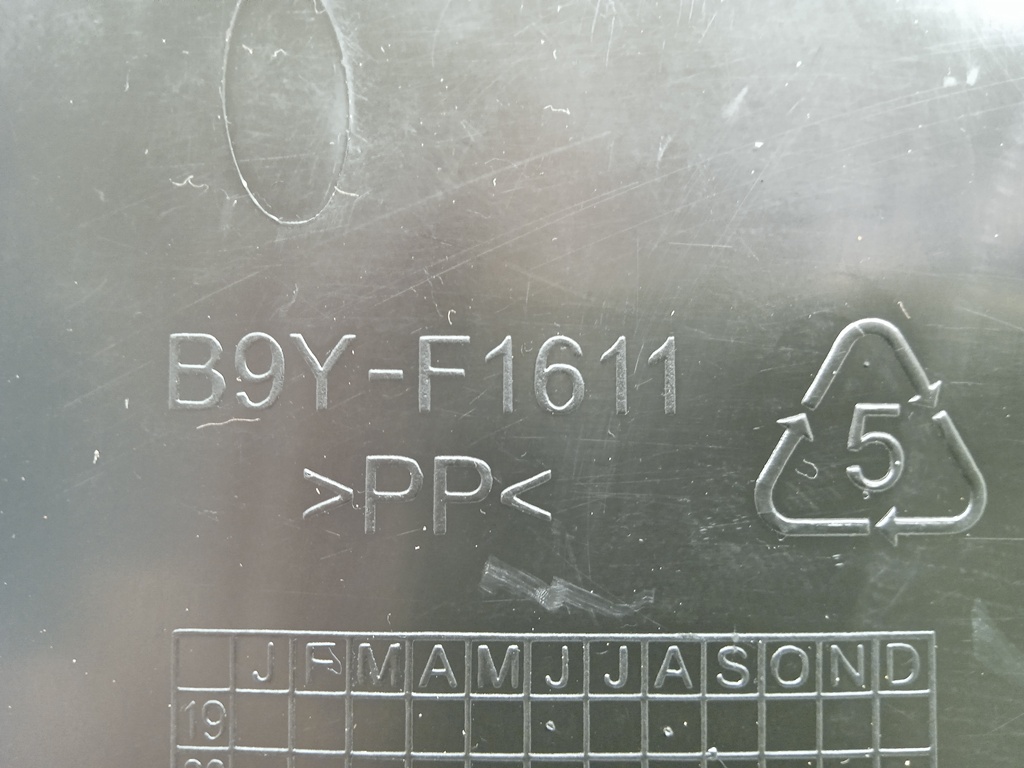 B9Y-F1611
5
>PP<
J F M A M J J A S O N D
19